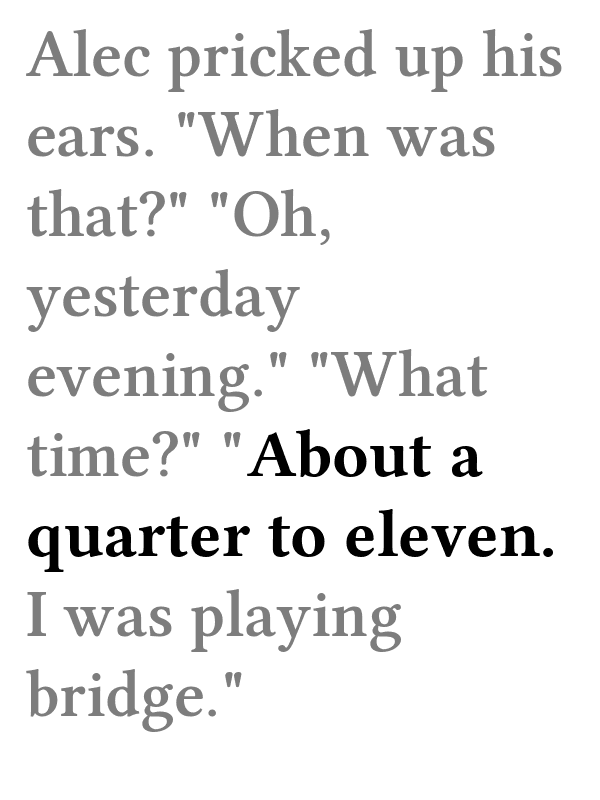 Alec pricked up his
ears. "When was
that?" "Oh,
yesterday
evening." "What
time?" "About a
quarter to eleven.
I was playing
bridge."